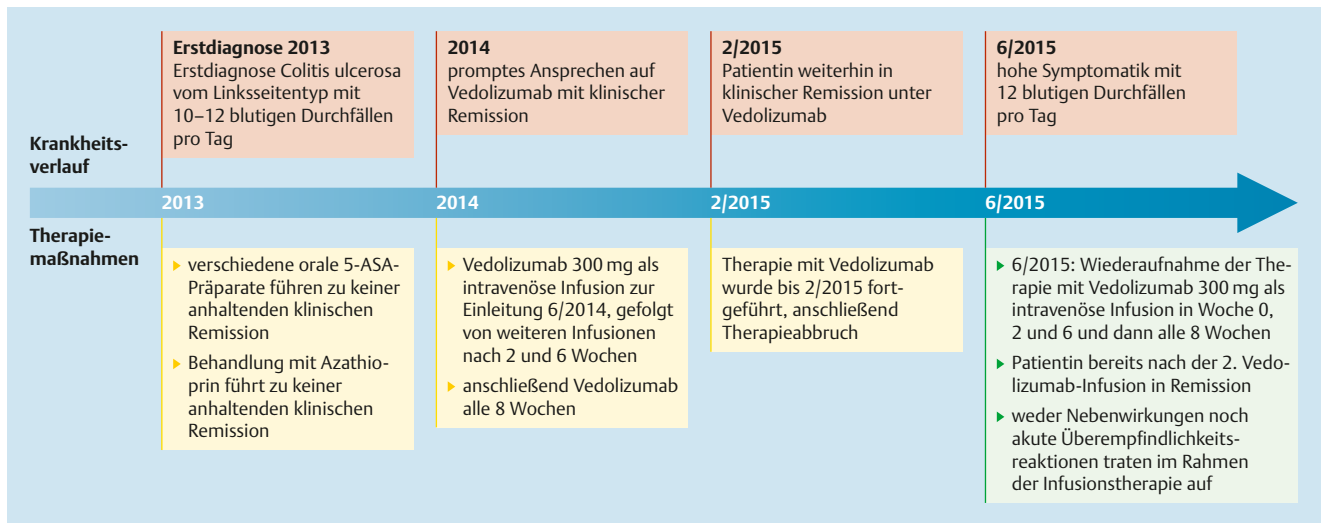 Erstdiagnose 2013
Erstdiagnose Colitis ulcerosa
vom Linksseitentyp mit
10–12 blutigen Durchfällen
pro Tag
2014
promptes Ansprechen auf
Vedolizumab mit klinischer
Remission
2/2015
Patientin weiterhin in
klinischer Remission unter
Vedolizumab
6/2015
hohe Symptomatik mit
12 blutigen Durchfällen
pro Tag
Krankheits-
verlauf
2013
2014
2/2015
6/2015
Therapie-
maßnahmen
▶ verschiedene orale 5-ASA-
Präparate führen zu keiner
anhaltenden klinischen
Remission
▶ Behandlung mit Azathio-
prin führt zu keiner
anhaltenden klinischen
Remission
▶ Vedolizumab 300 mg als
intravenöse Infusion zur
Einleitung 6/2014, gefolgt
von weiteren Infusionen
nach 2 und 6 Wochen
▶ anschließend Vedolizumab
alle 8 Wochen
Therapie mit Vedolizumab
wurde bis 2/2015 fort-
geführt, anschließend
Therapieabbruch
▶ 6/2015: Wiederaufnahme der The-
rapie mit Vedolizumab 300 mg als
intravenöse Infusion in Woche 0,
2 und 6 und dann alle 8 Wochen
▶ Patientin bereits nach der 2. Vedo-
lizumab-Infusion in Remission
▶ weder Nebenwirkungen noch
akute Überempfindlichkeits-
reaktionen traten im Rahmen
der Infusionstherapie auf